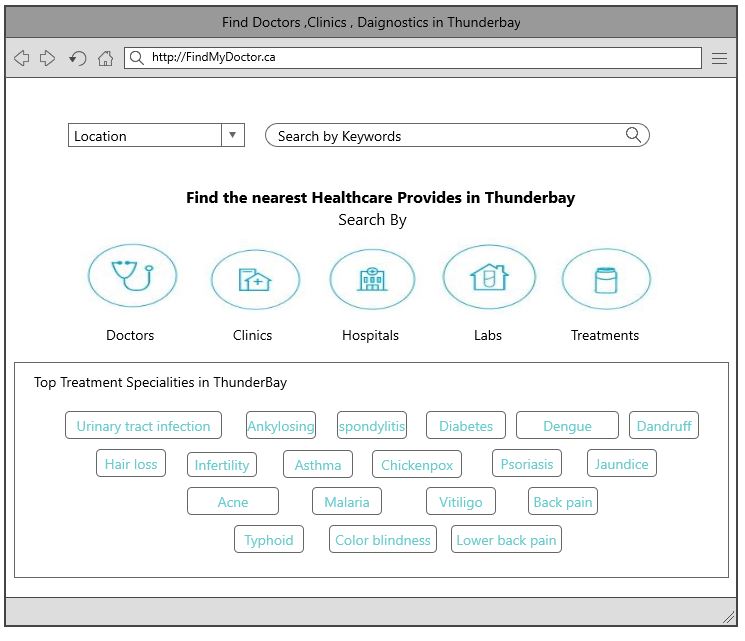 Find Doctors ,Clinics , Daignostics in Thunderbay
http://FindMyDoctor.ca
Location Search by Keywords
Find the nearest Healthcare Provides in Thunderbay
Search By
Doctors Clinics Hospitals Labs Treatments
Top Treatment Specialities in ThunderBay
Urinary tract infection Ankylosing spondylitis Diabetes Dengue Dandruff
Hair loss Infertility Asthma Chickenpox Psoriasis Jaundice
Acne Malaria Vitiligo Back pain
Typhoid Color blindness Lower back pain